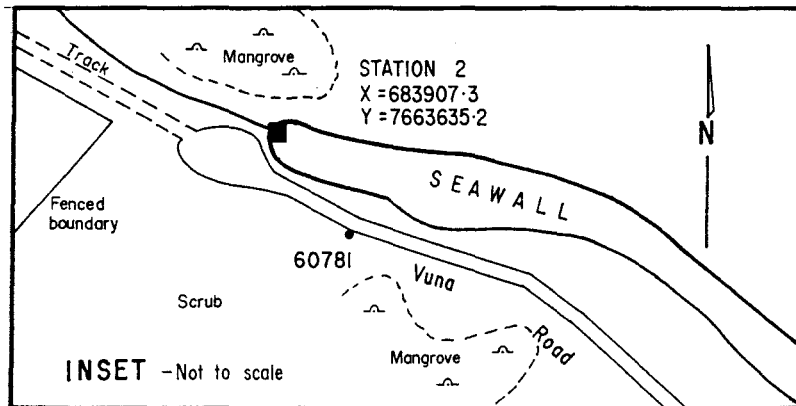 Track
Mangrove
STATION 2
X =683907·3
Y =7663635·2
N
SEAWALL
Fenced
boundary
60781
Vuna
Road
Scrub
Mangrove
INSET -Not to scale